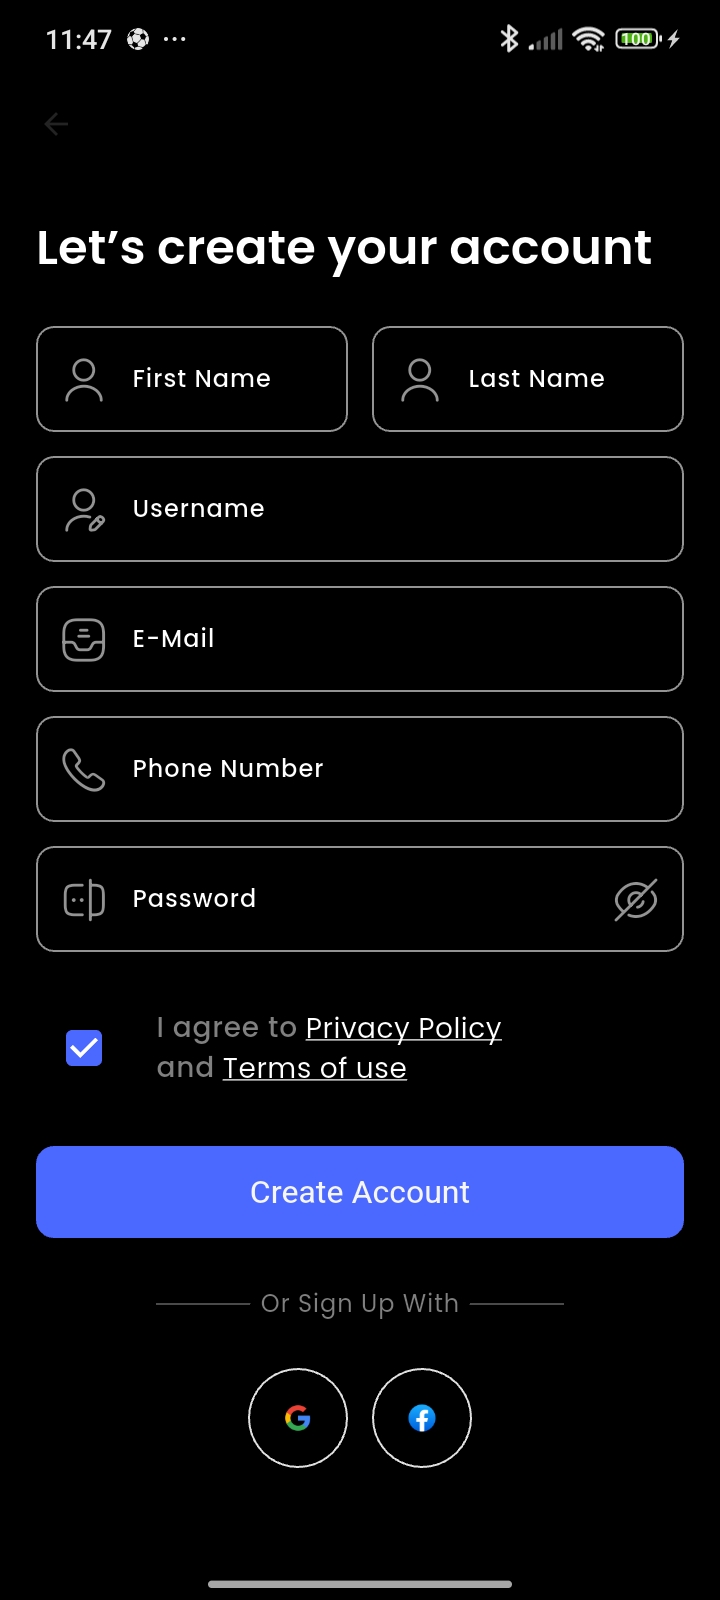 11:47
100
Let’s create your account
First Name
Last Name
Username
E-Mail
Phone Number
Password
I agree to Privacy Policy
and Terms of use
Create Account
Or Sign Up With